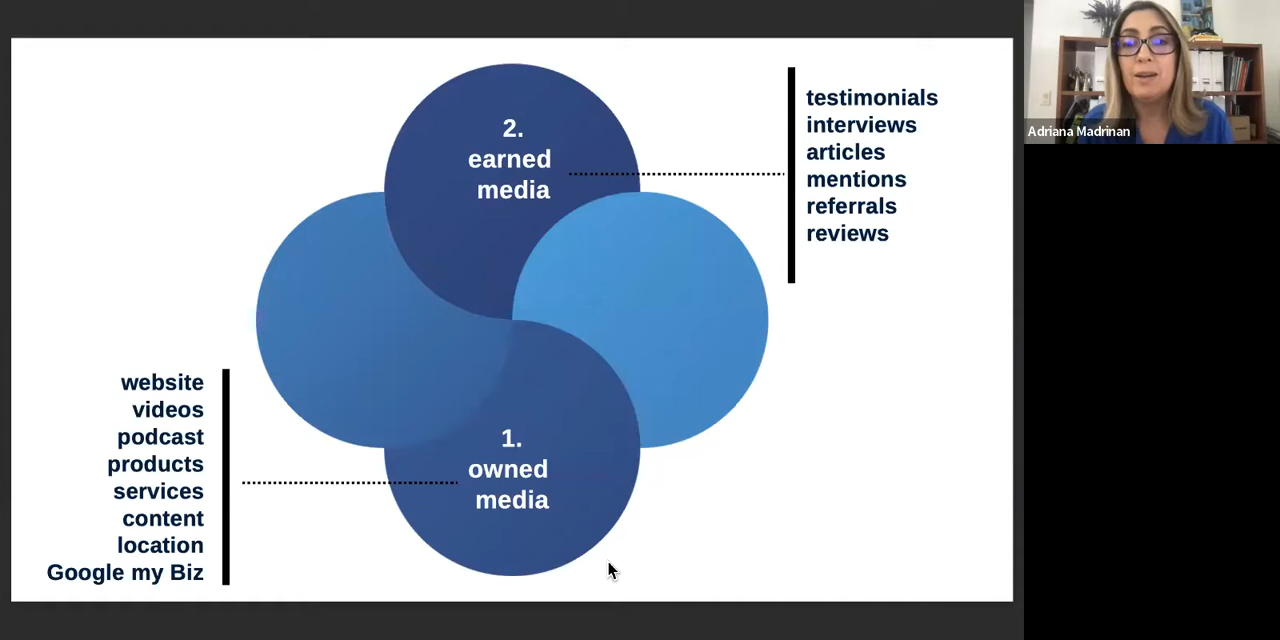 2.
earned
media
testimonials
interviews
articles
mentions
referrals
reviews
website
videos
podcast
products
services
content
location
Google my Biz
1.
owned
media
Adriana Madrinan